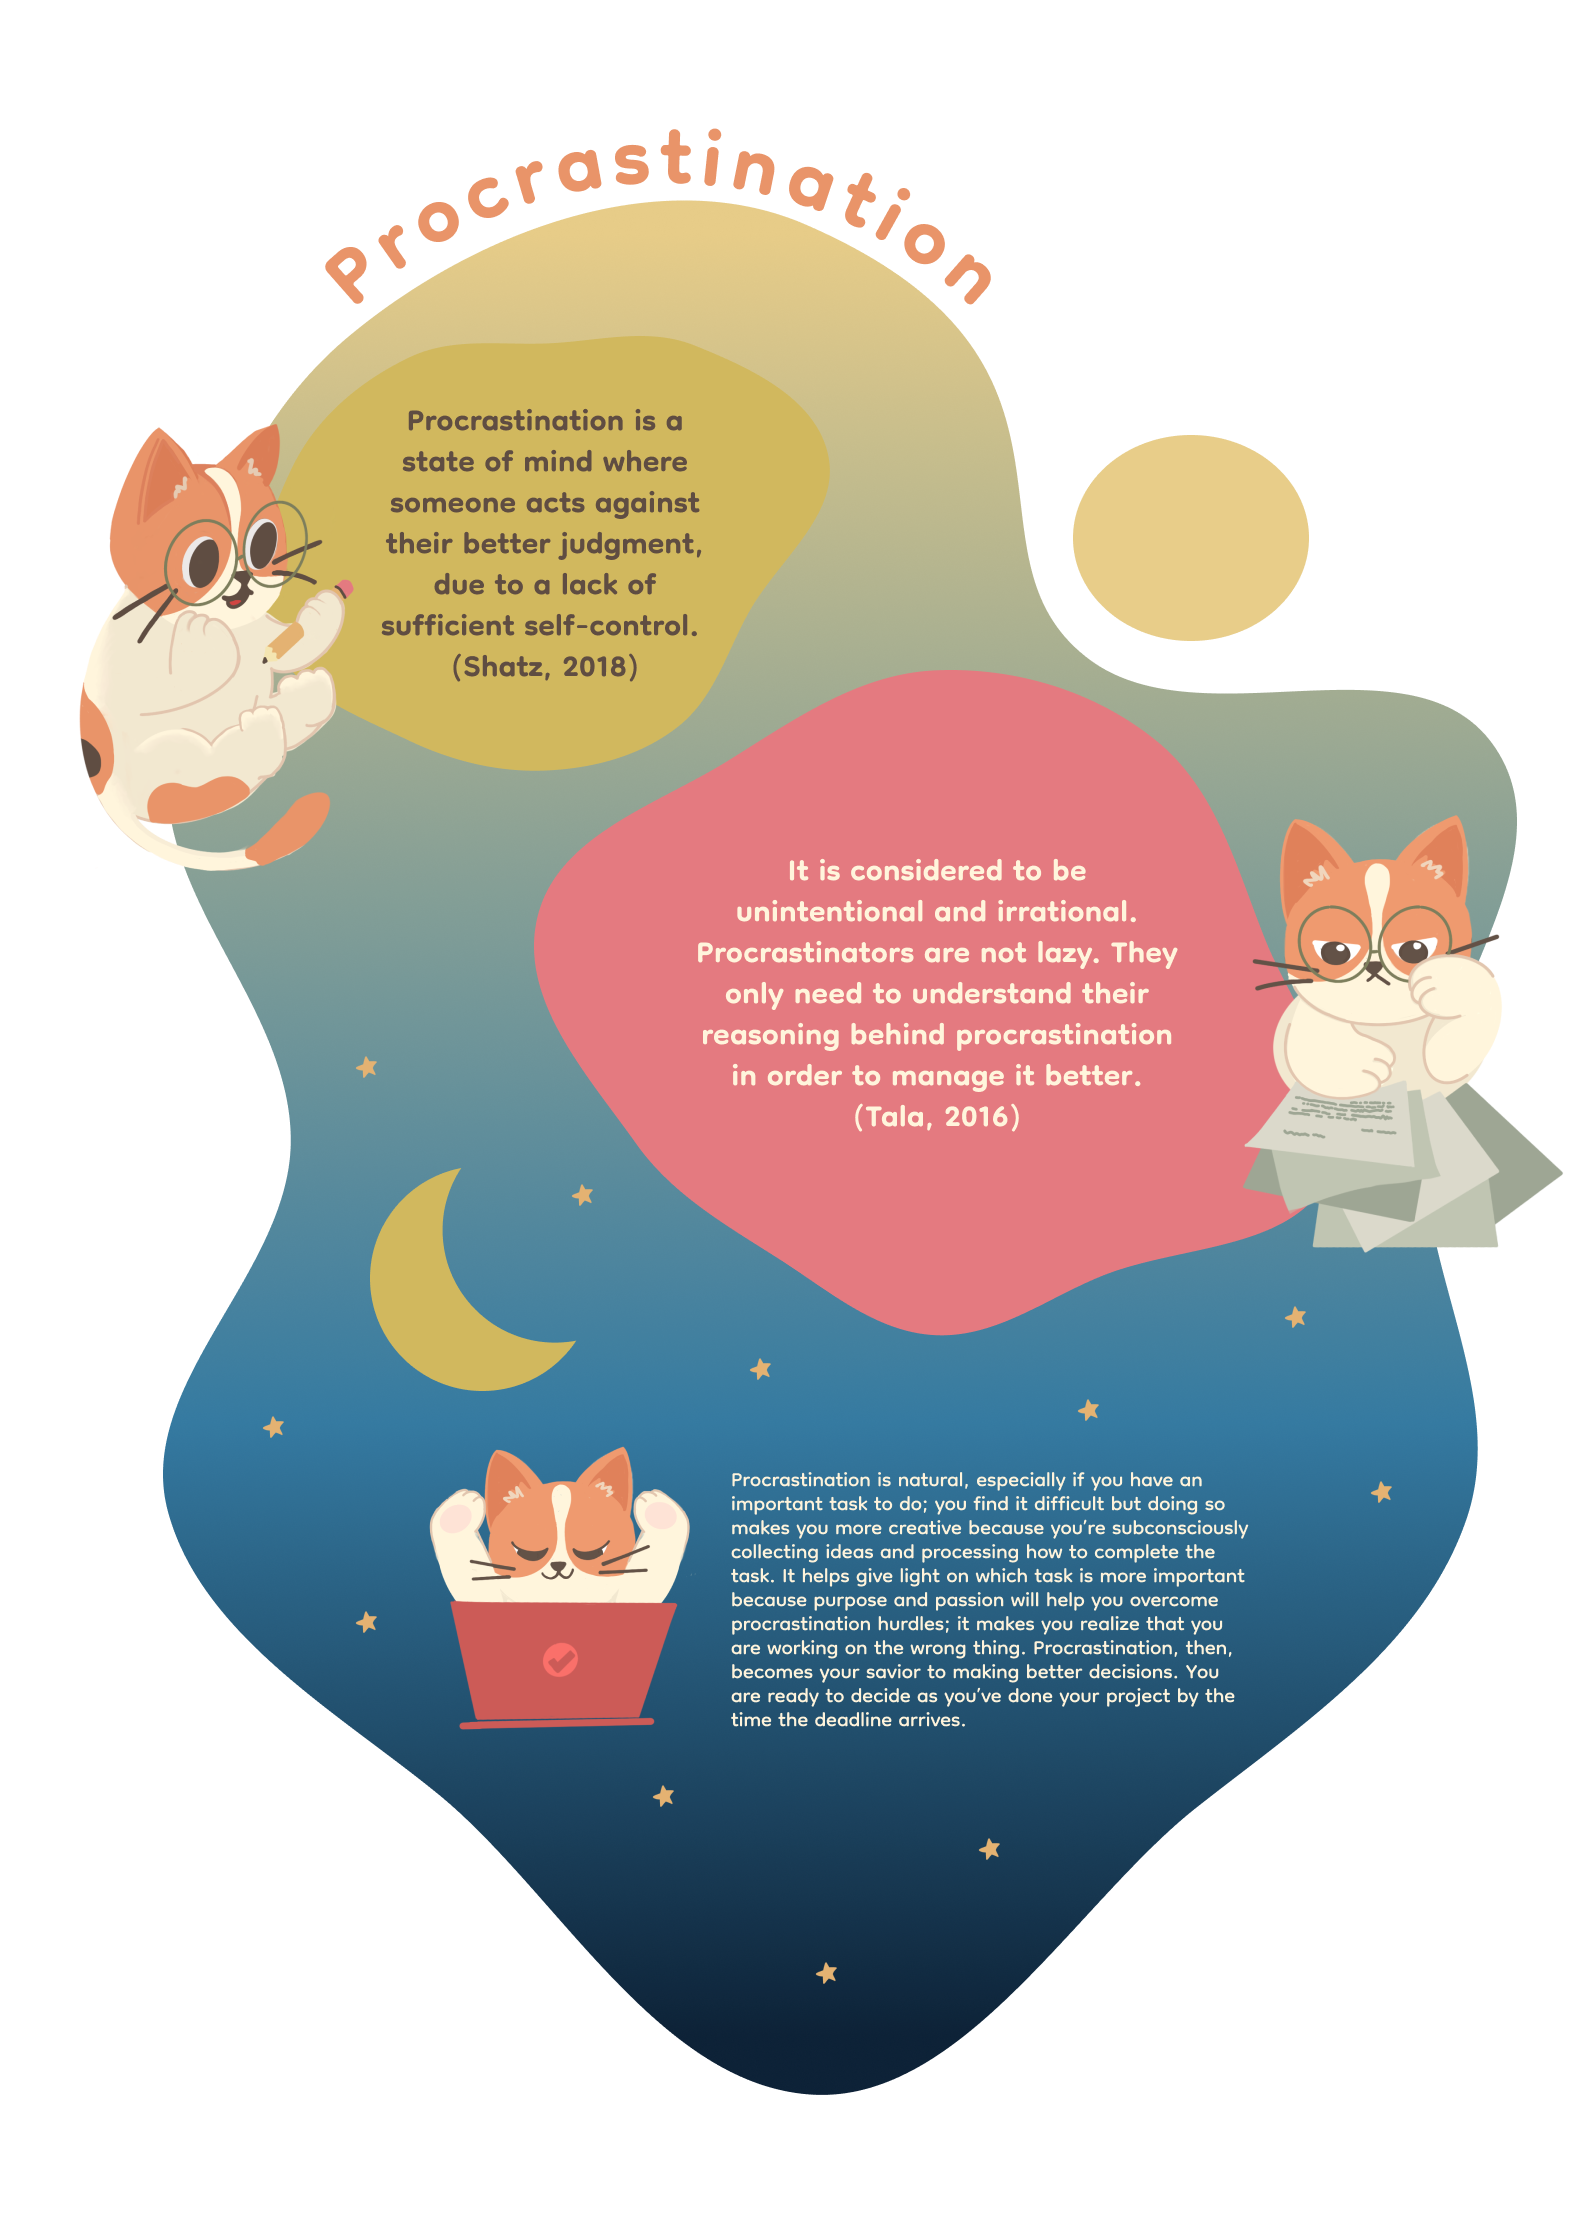 Procrastination
Procrastination is a
state of mind where
someone acts against
their better judgment,
due to a lack of
sufficient self-control.
(Shatz, 2018)
It is considered to be
unintentional and irrational.
Procrastinators are not lazy. They
only need to understand their
reasoning behind procrastination
in order to manage it better.
(Tala, 2016)
Procrastination is natural, especially if you have an
important task to do; you find it difficult but doing so
makes you more creative because you're subconsciously
collecting ideas and processing how to complete the
task. It helps give light on which task is more important
because purpose and passion will help you overcome
procrastination hurdles; it makes you realize that you
are working on the wrong thing. Procrastination, then,
becomes your savior to making better decisions. You
are ready to decide as you've done your project by the
time the deadline arrives.